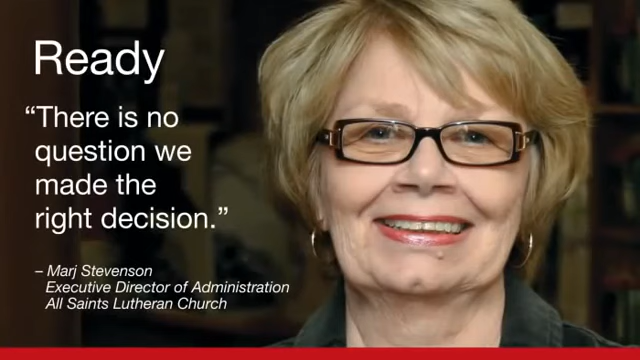 Ready
“There is no
question we
made the
right decision.”
– Marj Stevenson
Executive Director of Administration
All Saints Lutheran Church